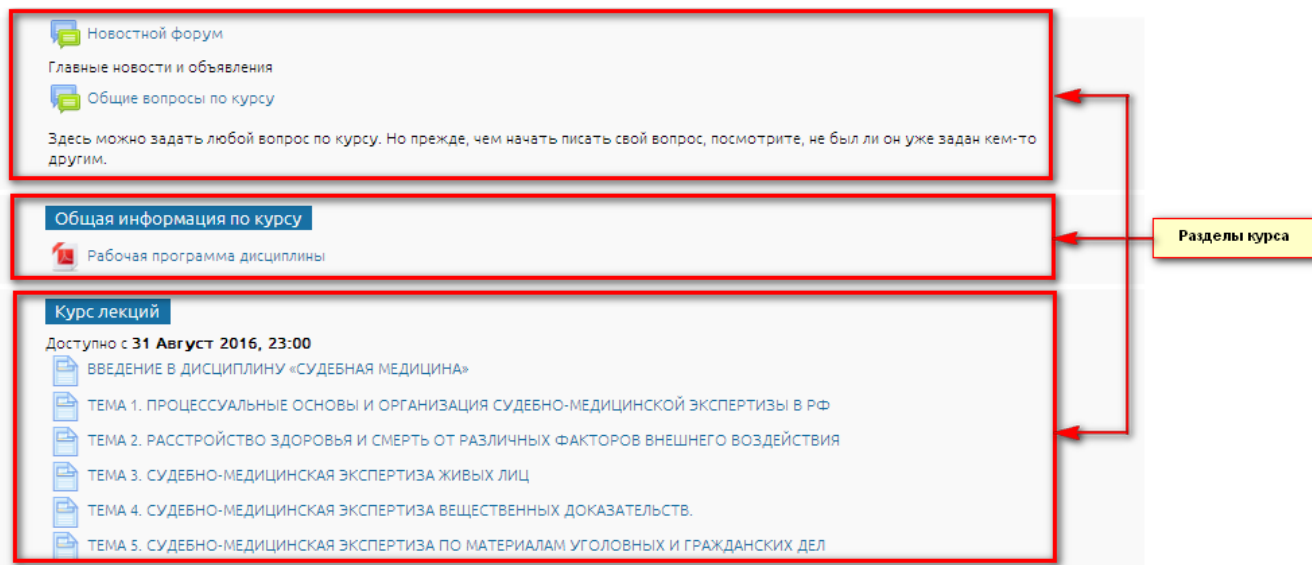 Новостной форум
Главные новости и объявления
Общие вопросы по курсу
Здесь можно задать любой вопрос по курсу. Но прежде, чем начать писать свой вопрос, посмотрите, не был ли он уже задан кем-то
другим.
Общая информация по курсу
Рабочая программа дисциплины
Разделы курса
Курс лекций
Доступно с 31 Август 2016, 23:00
ВВЕДЕНИЕ В ДИСЦИПЛИНУ «СУДЕБНАЯ МЕДИЦИНА»
ТЕМА 1. ПРОЦЕССУАЛЬНЫЕ ОСНОВЫ И ОРГАНИЗАЦИЯ СУДЕБНО-МЕДИЦИНСКОЙ ЭКСПЕРТИЗЫ В РФ
ТЕМА 2. РАССТРОЙСТВО ЗДОРОВЬЯ И СМЕРТЬ ОТ РАЗЛИЧНЫХ ФАКТОРОВ ВНЕШНЕГО ВОЗДЕЙСТВИЯ
ТЕМА 3. СУДЕБНО-МЕДИЦИНСКАЯ ЭКСПЕРТИЗА ЖИВЫХ ЛИЦ
ТЕМА 4. СУДЕБНО-МЕДИЦИНСКАЯ ЭКСПЕРТИЗА ВЕЩЕСТВЕННЫХ ДОКАЗАТЕЛЬСТВ.
ТЕМА 5. СУДЕБНО-МЕДИЦИНСКАЯ ЭКСПЕРТИЗА ПО МАТЕРИАЛАМ УГОЛОВНЫХ И ГРАЖДАНСКИХ ДЕЛ